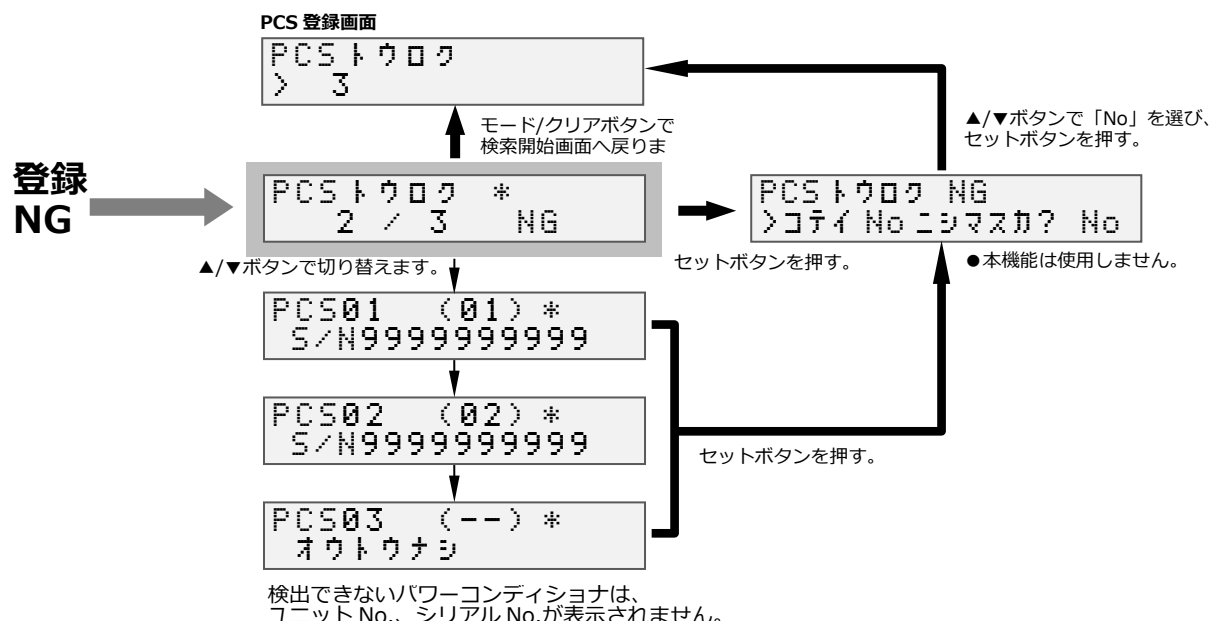 PCS 登録画面
PCSトウロク
> 3
モード/クリアボタンで
検索開始画面へ戻りま
▲/▼ボタンで「No」を選び、
セットボタンを押す。
登録
NG
PCSトウロク *
2 / 3 NG
PCSトウロク NG
>コテイNoニシマスカ? No
▲/▼ボタンで切り替えます。
セットボタンを押す。
●本機能は使用しません。
PCS01 (01) *
S/N9999999999
PCS02 (02) *
S/N9999999999
セットボタンを押す。
PCS03 (--) *
オウトウナシ
検出できないパワーコンディショナは、
ユニット No.、シリアル No.が表示されません。